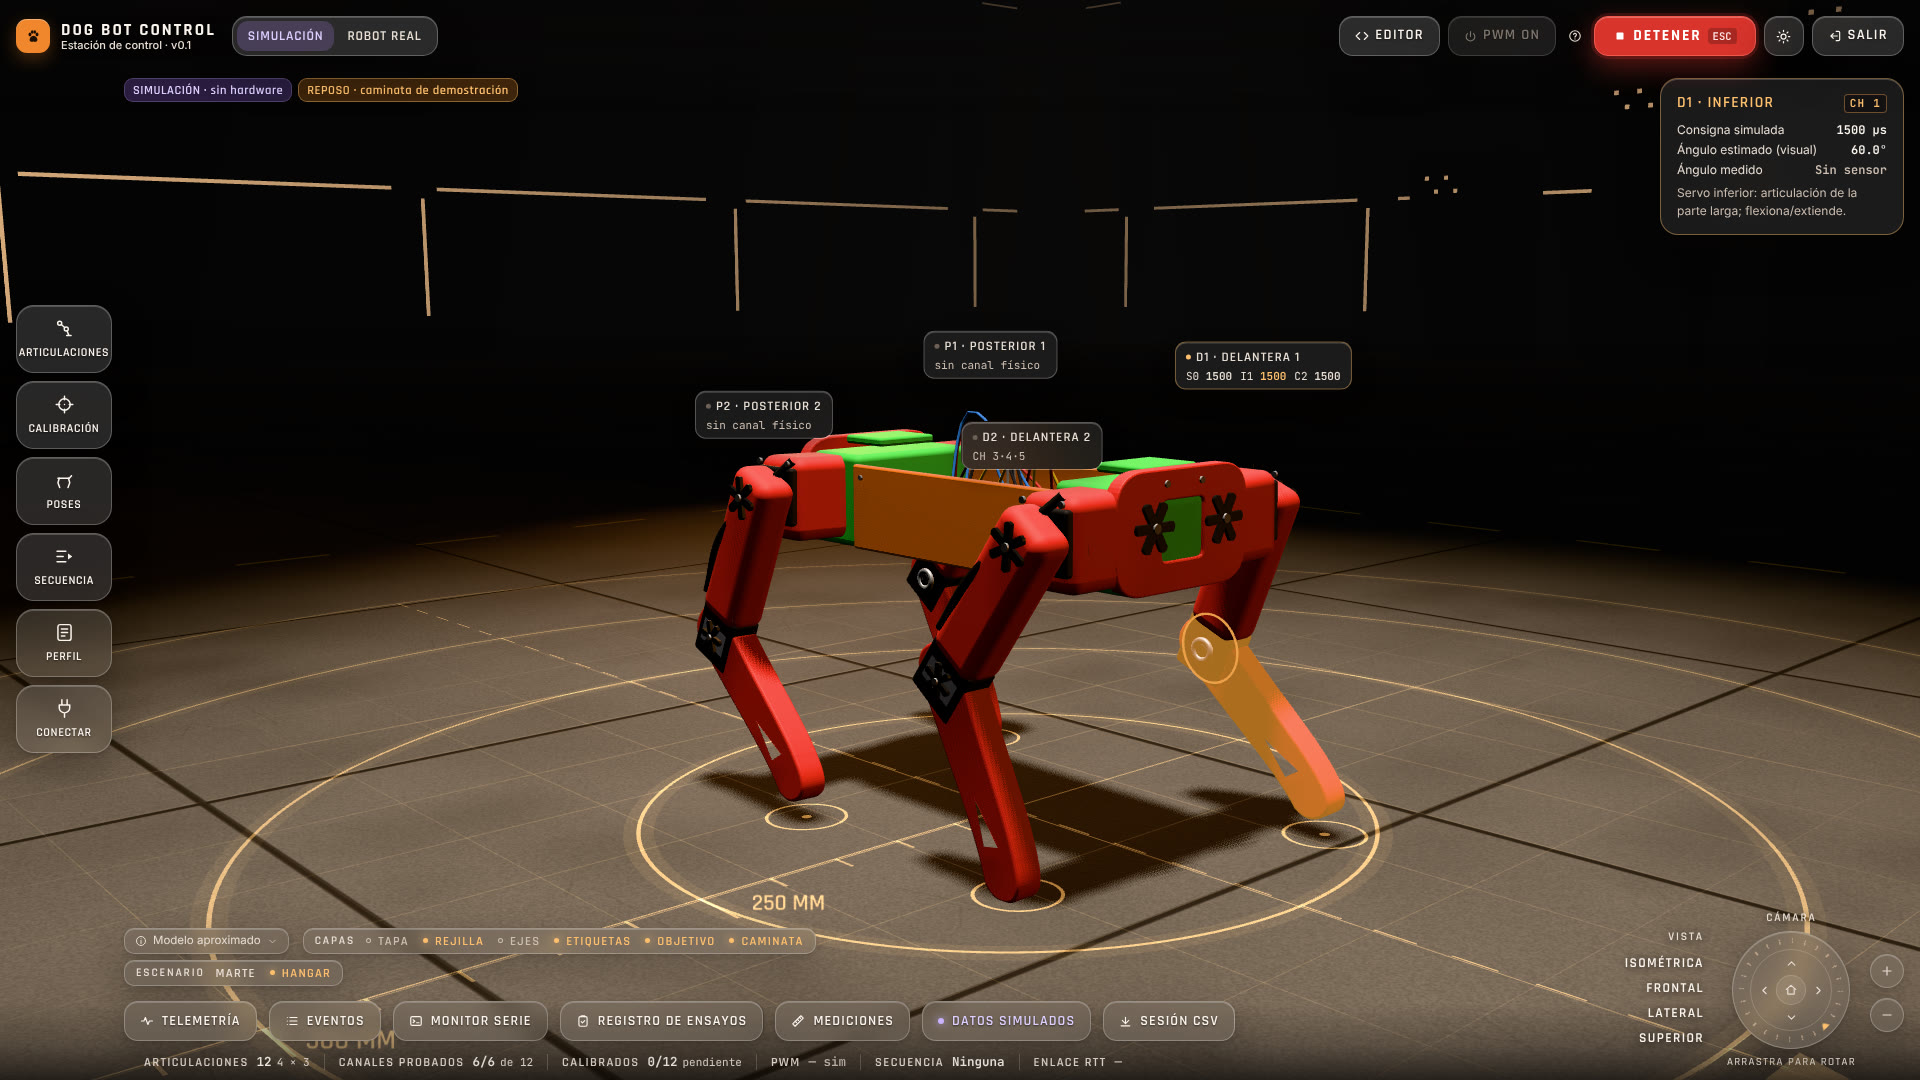 DOG BOT CONTROL
Estación de control · v0.1
SIMULACIÓN
ROBOT REAL
EDITOR
PWM ON
DETENER ESC
SALIR
SIMULACIÓN · sin hardware
REPOSO · caminata de demostración
D1 · INFERIOR CH 1
Consigna simulada 1500 µs
Ángulo estimado (visual) 60.0°
Ángulo medido Sin sensor
Servo inferior: articulación de la
parte larga; flexiona/extiende.
ARTICULACIONES
CALIBRACIÓN
POSES
SECUENCIA
PERFIL
CONECTAR
P1 · POSTERIOR 1
sin canal físico
D1 · DELANTERA 1
S0 1500 I1 1500 C2 1500
P2 · POSTERIOR 2
sin canal físico
D2 · DELANTERA 2
CH 3·4·5
250 MM
Modelo aproximado
CAPAS TAPA REJILLA EJES ETIQUETAS OBJETIVO CAMINATA
ESCENARIO MARTE HANGAR
CÁMARA
VISTA
ISOMÉTRICA
FRONTAL
LATERAL
SUPERIOR
ARRASTRA PARA ROTAR
TELEMETRÍA
EVENTOS
MONITOR SERIE
REGISTRO DE ENSAYOS
MEDICIONES
DATOS SIMULADOS
SESIÓN CSV
500 MM
ARTICULACIONES 12 4 × 3
CANALES PROBADOS 6/6 de 12
CALIBRADOS 0/12 pendiente
PWM — sim
SECUENCIA Ninguna
ENLACE RTT —